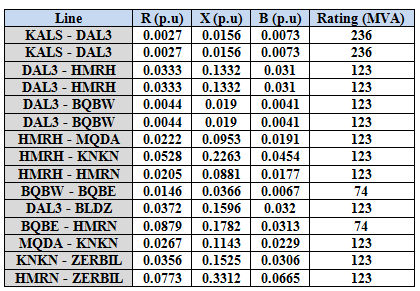 Line R (p.u) X (p.u) B (p.u) Rating (MVA)
KALS - DAL3 0.0027 0.0156 0.0073 236
KALS - DAL3 0.0027 0.0156 0.0073 236
DAL3 - HMRH 0.0333 0.1332 0.031 123
DAL3 - HMRH 0.0333 0.1332 0.031 123
DAL3 - BQBW 0.0044 0.019 0.0041 123
DAL3 - BQBW 0.0044 0.019 0.0041 123
HMRH - MQDA 0.0222 0.0953 0.0191 123
HMRH - KNKN 0.0528 0.2263 0.0454 123
HMRH - HMRN 0.0205 0.0881 0.0177 123
BQBW - BQBE 0.0146 0.0366 0.0067 74
DAL3 - BLDZ 0.0372 0.1596 0.032 123
BQBE - HMRN 0.0879 0.1782 0.0313 74
MQDA - KNKN 0.0267 0.1143 0.0229 123
KNKN - ZERBIL 0.0356 0.1525 0.0306 123
HMRN - ZERBIL 0.0773 0.3312 0.0665 123